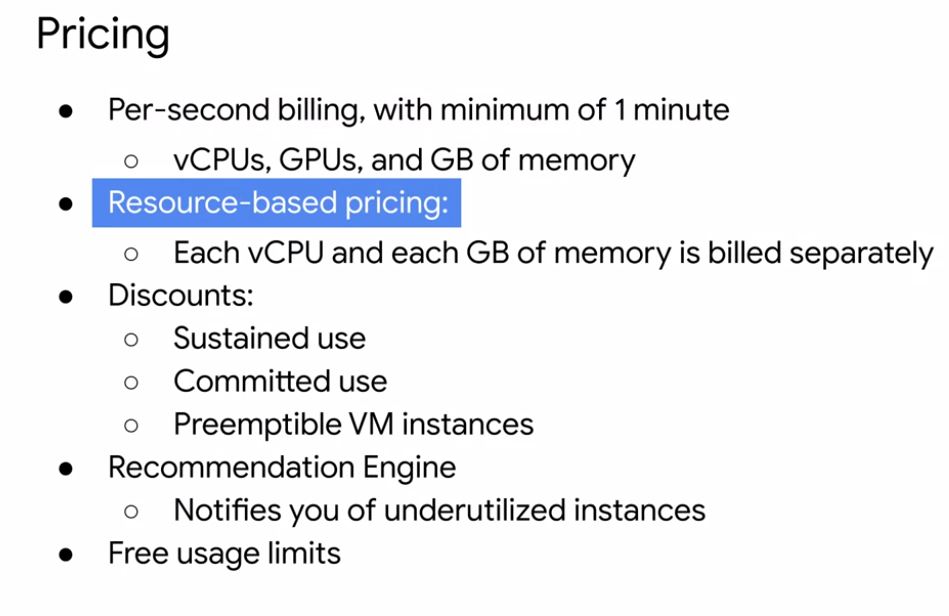 Pricing
● Per-second billing, with minimum of 1 minute
○ vCPUs, GPUs, and GB of memory
● Resource-based pricing:
○ Each vCPU and each GB of memory is billed separately
● Discounts:
○ Sustained use
○ Committed use
○ Preemptible VM instances
● Recommendation Engine
○ Notifies you of underutilized instances
● Free usage limits